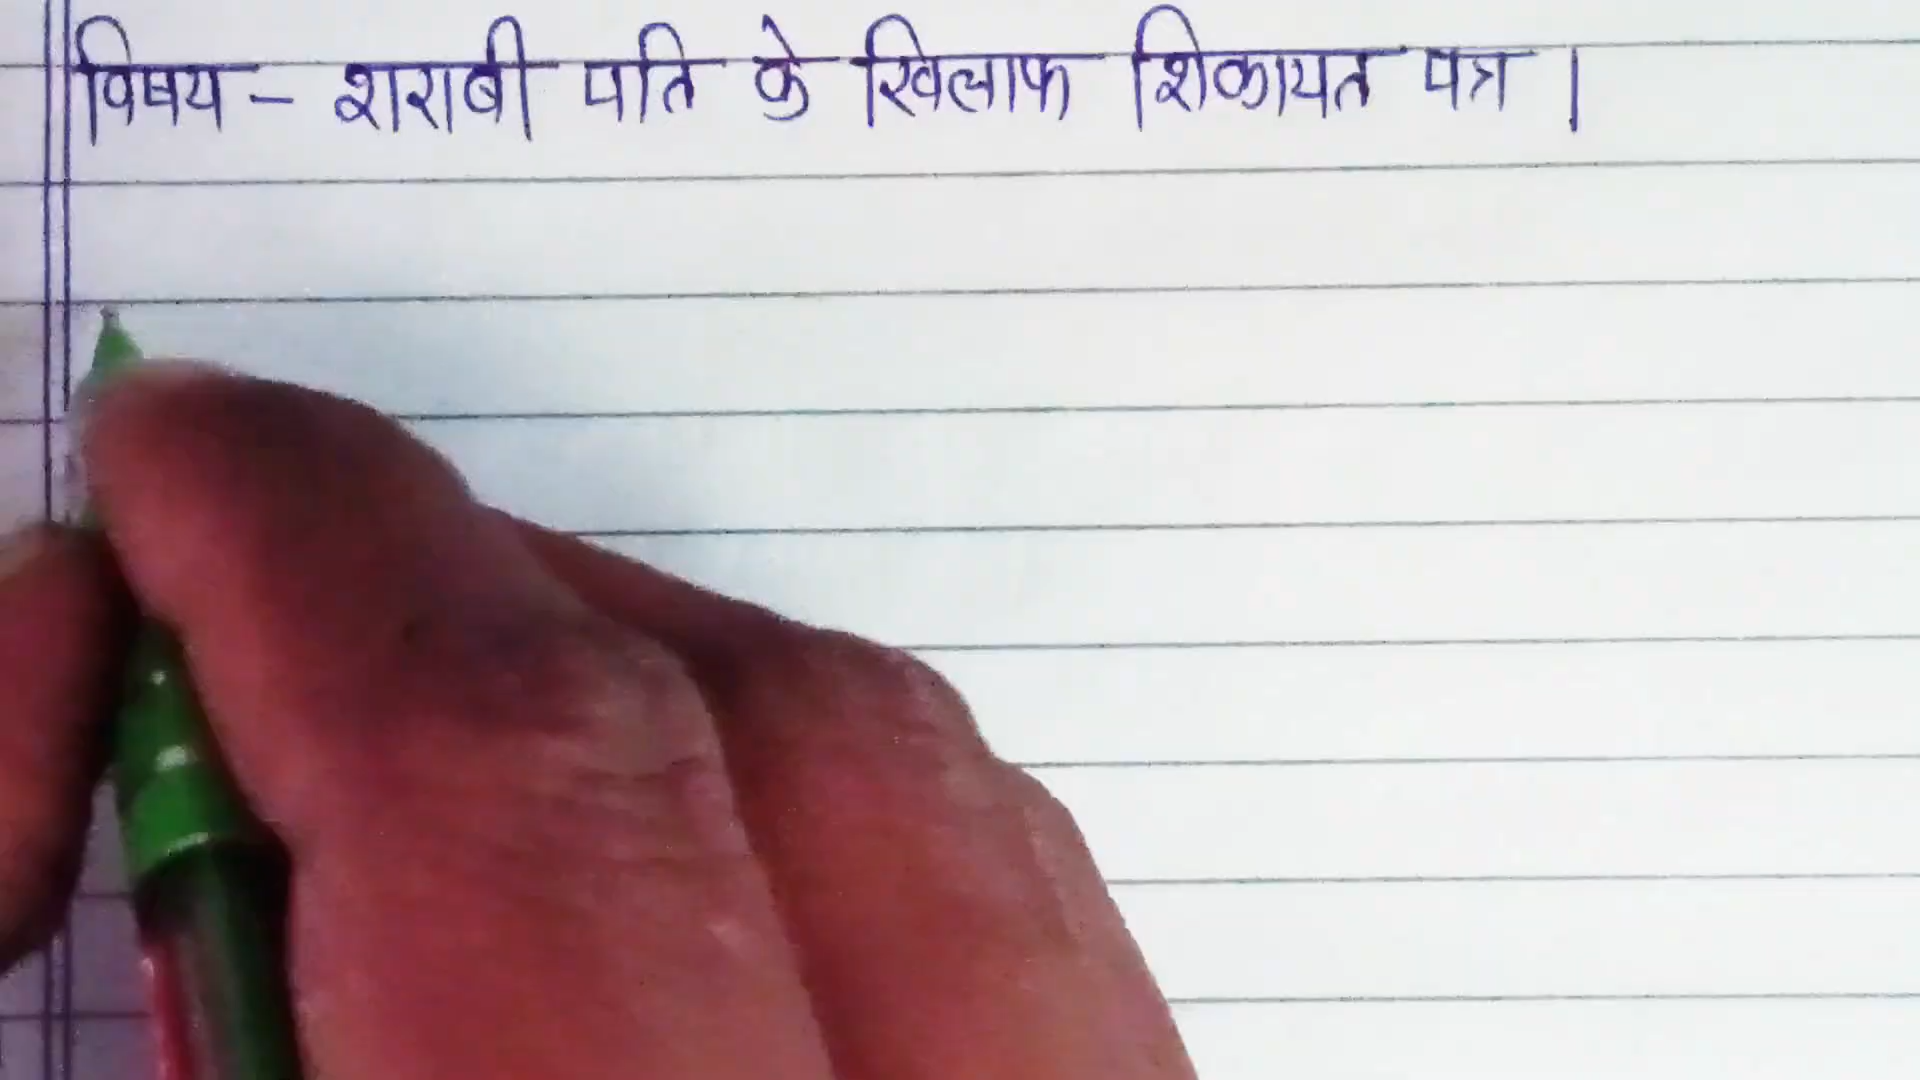 विषय - शराबी पति के खिलाफ शिकायत पत्र ।